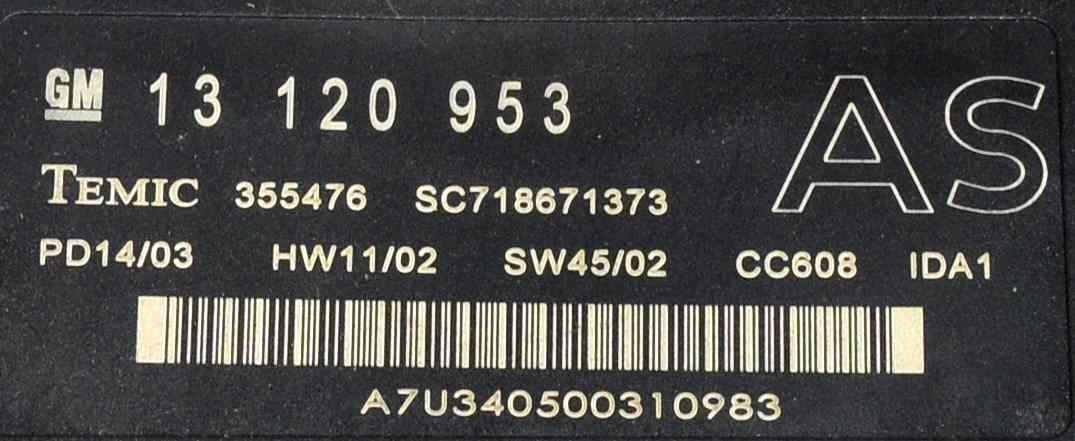 GM 13 120 953 AS
TEMIC 355476 SC718671373
PD14/03 HW11/02 SW45/02 CC608 IDA1
A7U340500310983